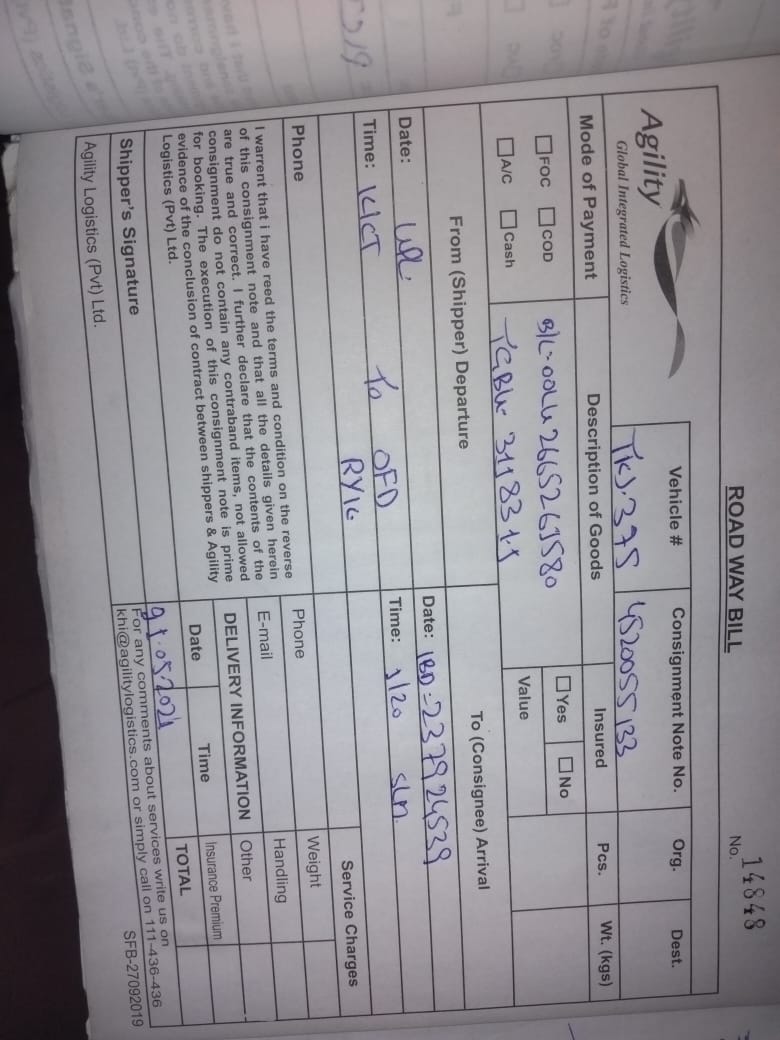 ROAD WAY BILL
No. 14848
Agility
Global Integrated Logistics
Vehicle #
TKJ.375
Consignment Note No.
4520055133
Org.
Dest.
Mode of Payment
FOC COD
A/C Cash
Description of Goods
B/L-OOLU 2665261580
TGBU- 3118311
Insured
Yes No
Value
Pcs.
Wt. (kgs)
From (Shipper) Departure
Date: UPL
Time: KICT To OFD
RYK
Phone
To (Consignee) Arrival
Date: IBD-237924539
Time: 1/20
Phone
E-mail
Service Charges
Weight
Handling
Other
Insurance Premium
TOTAL
DELIVERY INFORMATION
Date Time
05.2021
I warrent that i have reed the terms and condition on the reverse
of this consignment note and that all the details given herein
are true and correct. I further declare that the contents of the
consignment do not contain any contraband items, not allowed
for booking. The execution of this consignment note is prime
evidence of the conclusion of contract between shippers & Agility
Logistics (Pvt) Ltd.
Shipper's Signature
Agility Logistics (Pvt) Ltd.
For any comments about services write us on
khi@agilitylogistics.com or simply call on 111-436-436
SFB-27092019